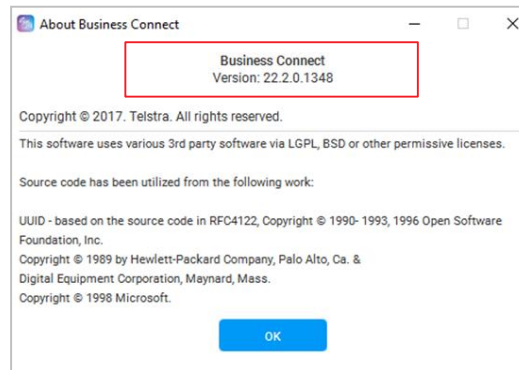 About Business Connect
Business Connect
Version: 22.2.0.1348
Copyright © 2017. Telstra. All rights reserved.
This software uses various 3rd party software via LGPL, BSD or other permissive licenses.
Source code has been utilized from the following work:
UUID - based on the source code in RFC4122, Copyright © 1990- 1993, 1996 Open Software
Foundation, Inc.
Copyright © 1989 by Hewlett-Packard Company, Palo Alto, Ca. &
Digital Equipment Corporation, Maynard, Mass.
Copyright © 1998 Microsoft.
OK